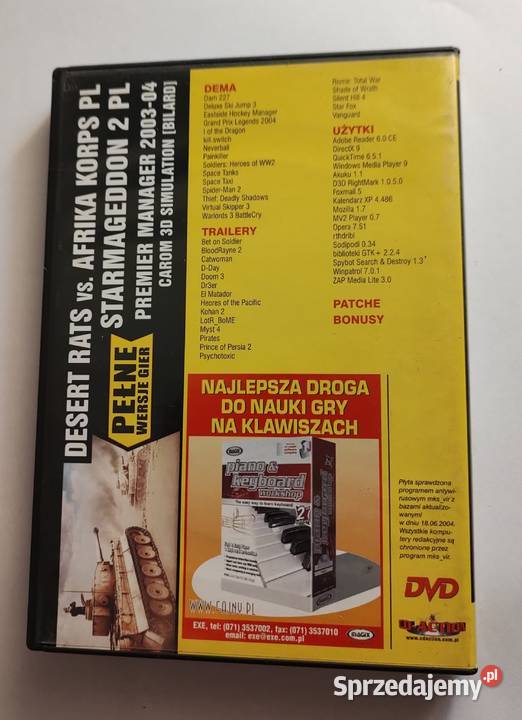 DESERT RATS vs. AFRIKA KORPS PL
STARMAGEDDON 2 PL
PREMIER MANAGER 2003-04
CAROM 3D SIMULATION [BILARD]
PEŁNE
WERSJE GIER
DEMA
Dam 227
Deluxe Ski Jump 3
Eastside Hockey Manager
Grand Prix Legends 2004
I of the Dragon
kill.switch
Neverball
Painkiller
Soldiers: Heroes of WW2
Space Tanks
Space Taxi
Spider-Man 2
Thief: Deadly Shadows
Virtual Skipper 3
Warlords 3 BattleCry
TRAILERY
Bet on Soldier
BloodRayne 2
Catwoman
D-Day
Doom 3
Dr3er
El Matador
Heores of the Pacific
Kohan 2
LotR_BoME
Myst 4
Pirates
Prince of Persia 2
Psychotoxic
Rome: Total War
Shade of Wrath
Silent Hill 4
Star Fox
Vanguard
UŻYTKI
Adobe Reader 6.0 CE
DirectX 9
QuickTime 6.5.1
Windows Media Player 9
Akuku 1.1
D3D RightMark 1.0.5.0
Foxmail 5
Kalendarz XP 4.486
Mozilla 1.7
MV2 Player 0.7
Opera 7.51
rthdribl
Sodipodi 0.34
biblioteki GTK+ 2.2.4
Spybot Search & Destroy 1.3
Winpatrol 7.0.1
ZAP Media Lite 3.0
PATCHE
BONUSY
NAJLEPSZA DROGA
DO NAUKI GRY
NA KLAWISZACH
MAGIX
piano &
keyboard
workshop
2
WWW.FAJNY.PL
EXE, tel: (071) 3537002, fax: (071) 3537010
email: exe@exe.com.pl
MAGIX
Płyta sprawdzona
programem antywi-
rusowym mks_vir z
bazami aktualizo-
wanymi
w dniu 18.06.2004.
Wszystkie kompu-
tery redakcyjne są
chronione przez
program mks_vir.
DVD
CD-ACTION
www.cdaction.com.pl
Sprzedajemy.pl